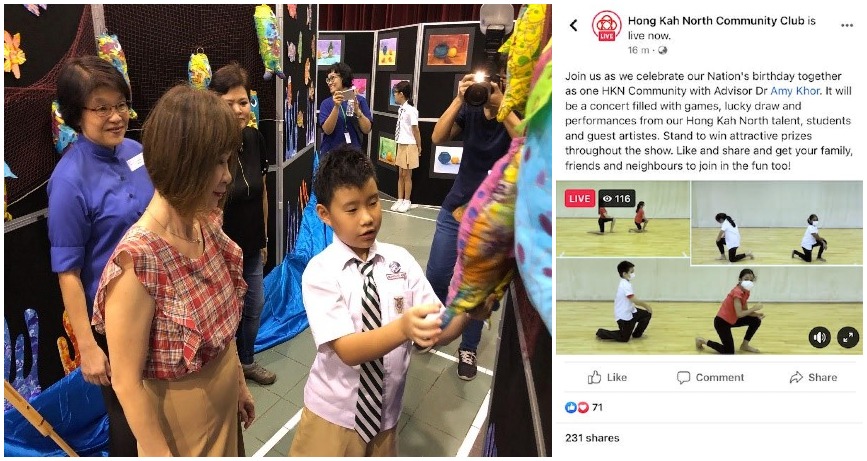 Hong Kah North Community Club is
live now.
LIVE
16 m ·
Join us as we celebrate our Nation's birthday together
as one HKN Community with Advisor Dr Amy Khor. It will
be a concert filled with games, lucky draw and
performances from our Hong Kah North talent, students
and guest artistes. Stand to win attractive prizes
throughout the show. Like and share and get your family,
friends and neighbours to join in the fun too!
LIVE 116
Like Comment Share
71
231 shares